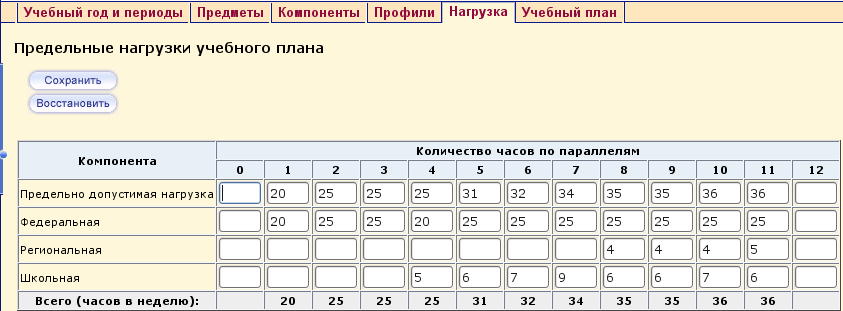 Учебный год и периоды Предметы Компоненты Профили Нагрузка Учебный план
Предельные нагрузки учебного плана
Сохранить
Восстановить
Компонента Количество часов по параллелям
0 1 2 3 4 5 6 7 8 9 10 11 12
Предельно допустимая нагрузка 20 25 25 25 31 32 34 35 35 36 36
Федеральная 20 25 25 20 25 25 25 25 25 25 25
Региональная 4 4 4 5
Школьная 5 6 7 9 6 6 7 6
Всего (часов в неделю): 20 25 25 25 31 32 34 35 35 36 36